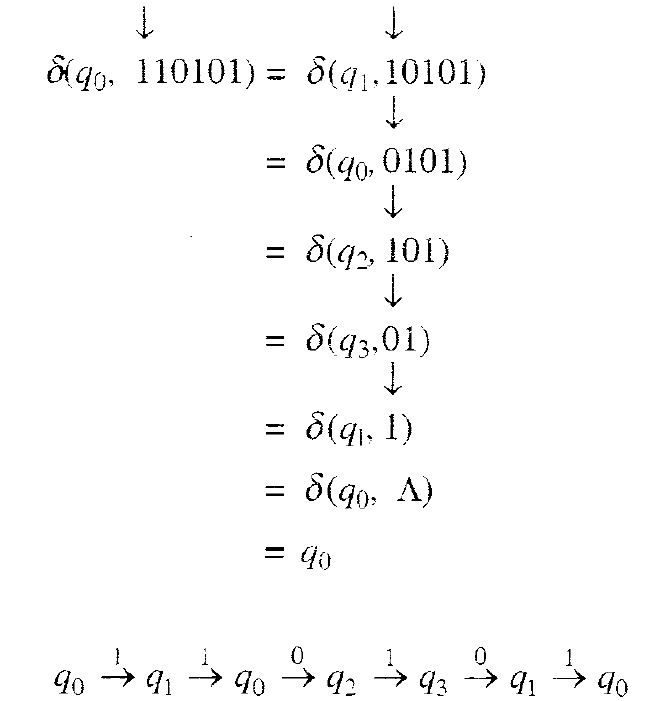 ↓ ↓
δ(q₀, 110101) = δ(q₁, 10101)
↓
= δ(q₀, 0101)
↓
= δ(q₂, 101)
↓
= δ(q₃, 01)
↓
= δ(q₁, 1)
= δ(q₀, Λ)
= q₀
1 1 0 1 0 1
q₀ → q₁ → q₀ → q₂ → q₃ → q₁ → q₀